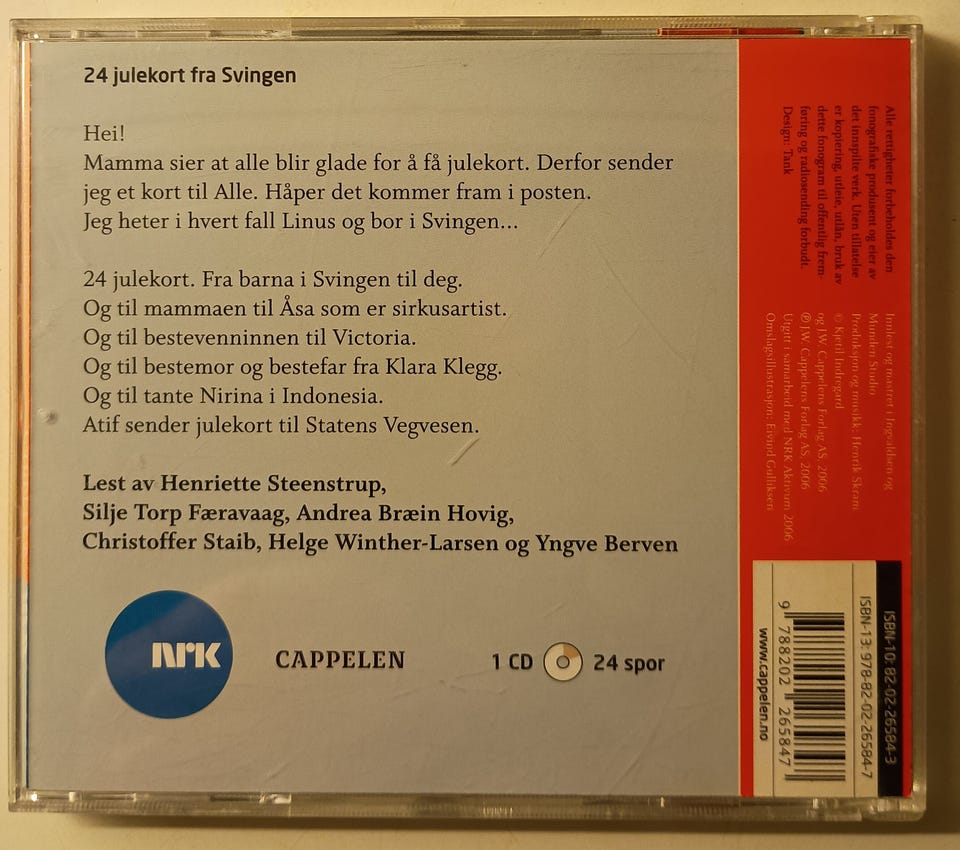 24 julekort fra Svingen
Hei!
Mamma sier at alle blir glade for å få julekort. Derfor sender
jeg et kort til Alle. Håper det kommer fram i posten.
Jeg heter i hvert fall Linus og bor i Svingen...
24 julekort. Fra barna i Svingen til deg.
Og til mammaen til Åsa som er sirkusartist.
Og til bestevenninnen til Victoria.
Og til bestemor og bestefar fra Klara Klegg.
Og til tante Nirina i Indonesia.
Atif sender julekort til Statens Vegvesen.
Lest av Henriette Steenstrup,
Silje Torp Færavaag, Andrea Bræin Hovig,
Christoffer Staib, Helge Winther-Larsen og Yngve Berven
NRK
CAPPELEN
1 CD 24 spor
Alle rettigheter forbeholdes den
fonografiske produsent og eier av
det innspilte verk. Uten tillatelse
er kopiering, utleie, utlån, bruk av
dette fonogram til offentlig frem-
føring og radiosending forbudt.
Design: Tank
Innlest og mastret i Ingvaldsen og
Munden Studio
Produksjon og musikk: Henrik Skram
© Kjetil Indregard
og J.W. Cappelens Forlag AS, 2006
℗ J.W. Cappelens Forlag AS, 2006
Utgitt i samarbeid med NRK Aktivum 2006
Omslagsillustrasjon: Eivind Gulliksen
ISBN-10: 82-02-26584-3
ISBN-13: 978-82-02-26584-7
9 788202 265847
www.cappelen.no